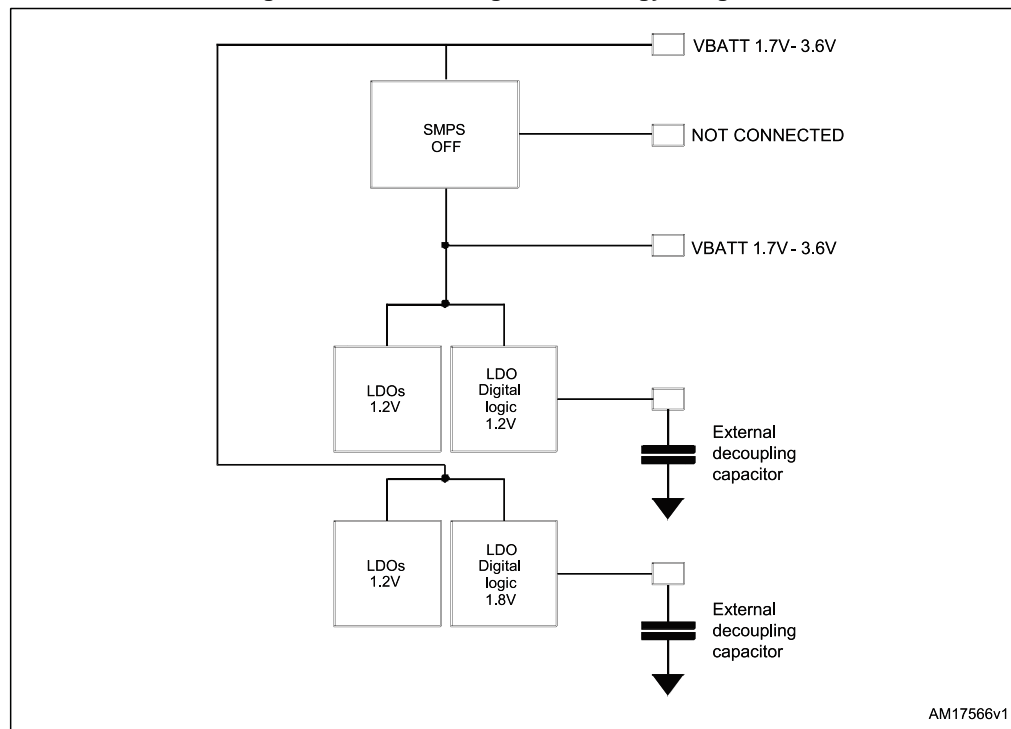 VBATT 1.7V- 3.6V
SMPS
OFF
NOT CONNECTED
VBATT 1.7V - 3.6V
LDOs
1.2V
LDO
Digital
logic
1.2V
External
decoupling
capacitor
LDOs
1.2V
LDO
Digital
logic
1.8V
External
decoupling
capacitor
AM17566v1